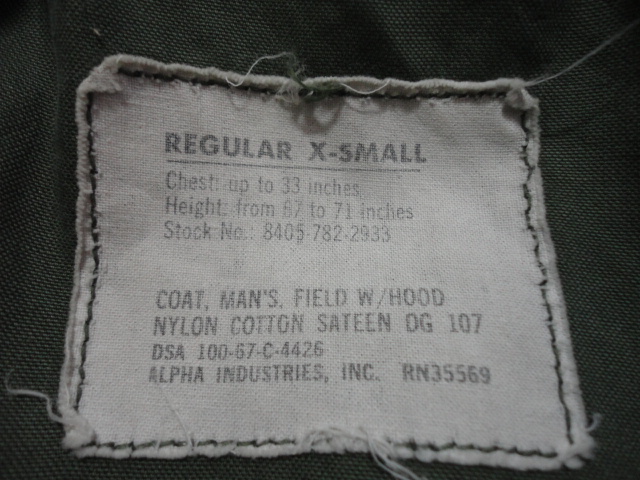 REGULAR X-SMALL
Chest: up to 33 inches
Height: from 67 to 71 inches
Stock No.: 8405-782-2933
COAT, MAN'S, FIELD W/HOOD
NYLON COTTON SATEEN OG 107
DSA 100-67-C-4426
ALPHA INDUSTRIES, INC. RN35569